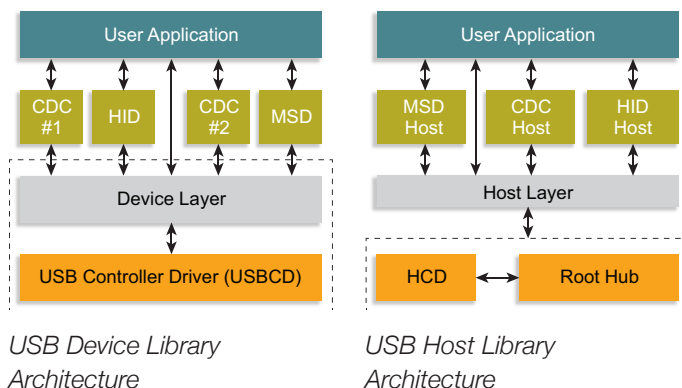 User Application
CDC
#1
HID
CDC
#2
MSD
Device Layer
USB Controller Driver (USBCD)
USB Device Library
Architecture
User Application
MSD
Host
CDC
Host
HID
Host
Host Layer
HCD
Root Hub
USB Host Library
Architecture